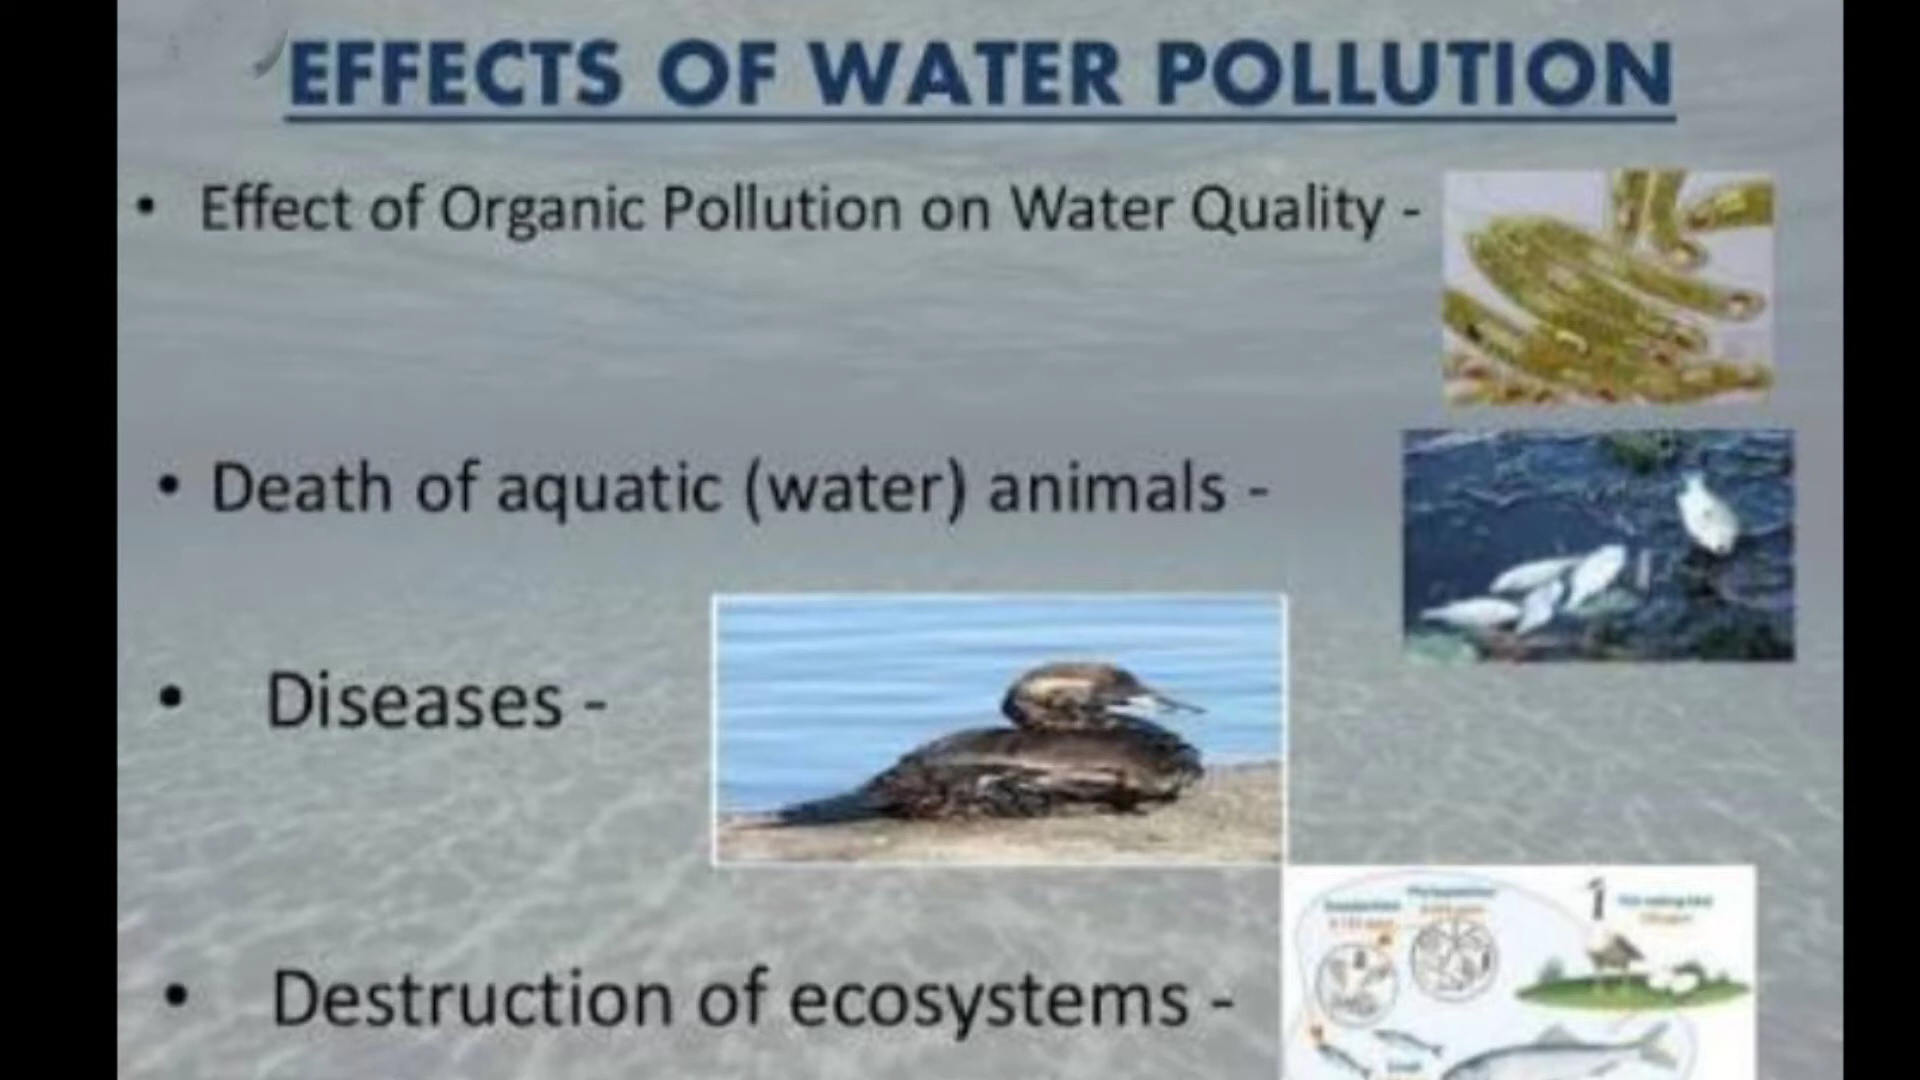 EFFECTS OF WATER POLLUTION
• Effect of Organic Pollution on Water Quality -
• Death of aquatic (water) animals -
• Diseases -
• Destruction of ecosystems -